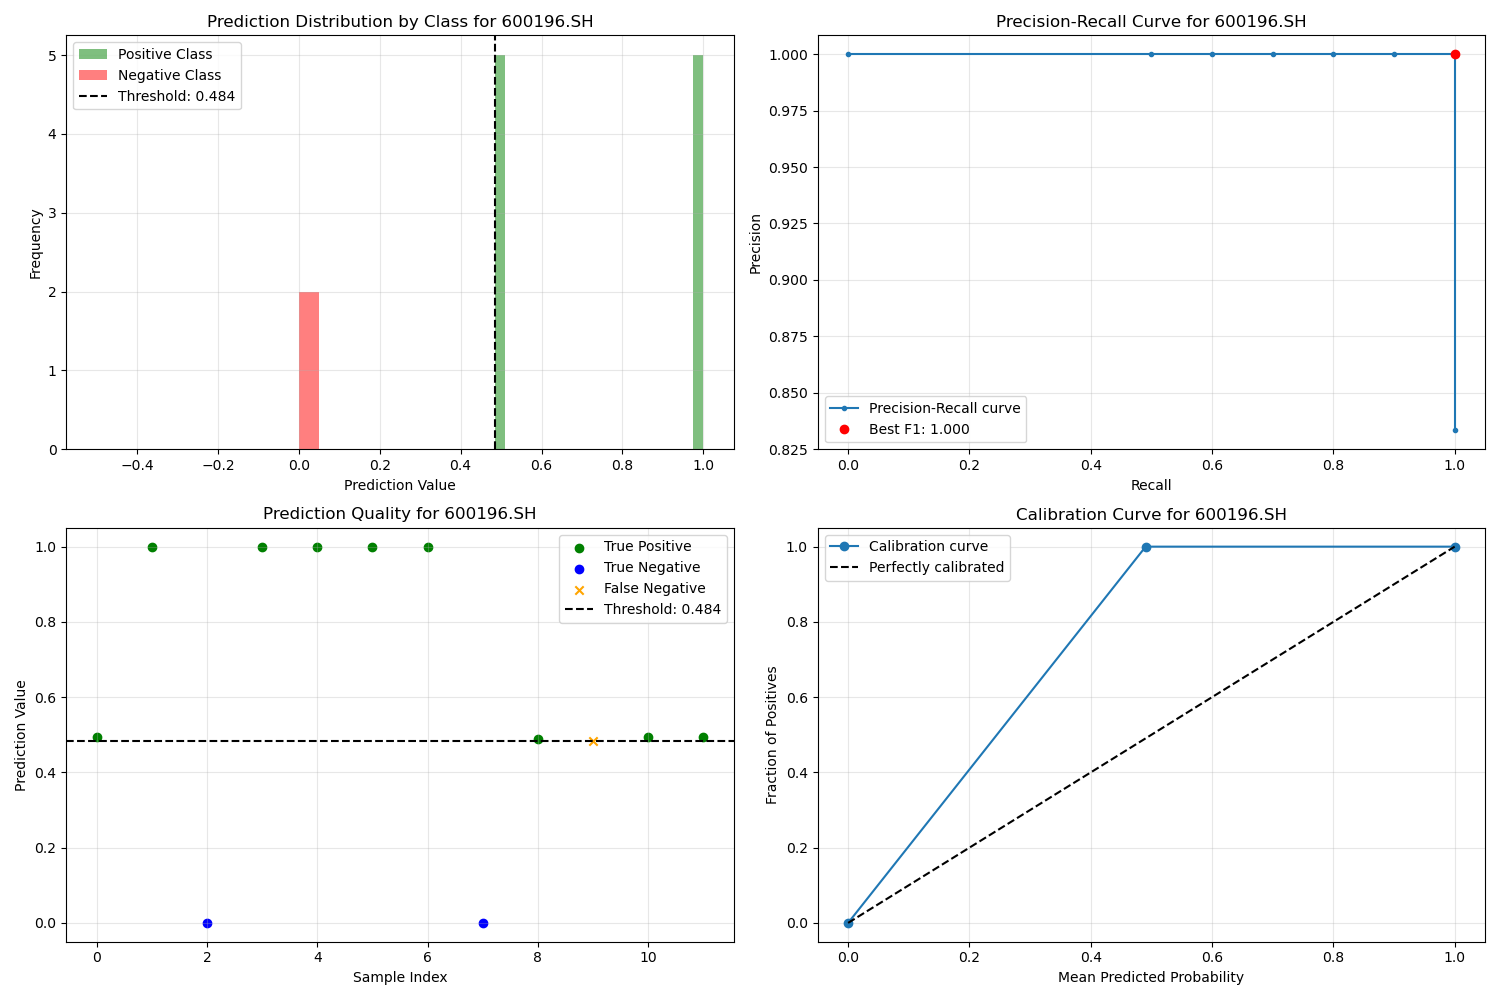 Prediction Distribution by Class for 600196.SH
Positive Class
Negative Class
Threshold: 0.484
5
4
3
2
1
0
Frequency
−0.4
−0.2
0.0
0.2
0.4
0.6
0.8
1.0
Prediction Value
Precision-Recall Curve for 600196.SH
1.000
0.975
0.950
0.925
0.900
0.875
0.850
0.825
Precision
Precision-Recall curve
Best F1: 1.000
0.0
0.2
0.4
0.6
0.8
1.0
Recall
Prediction Quality for 600196.SH
True Positive
True Negative
False Negative
Threshold: 0.484
1.0
0.8
0.6
0.4
0.2
0.0
Prediction Value
0
2
4
6
8
10
Sample Index
Calibration Curve for 600196.SH
Calibration curve
Perfectly calibrated
1.0
0.8
0.6
0.4
0.2
0.0
Fraction of Positives
0.0
0.2
0.4
0.6
0.8
1.0
Mean Predicted Probability